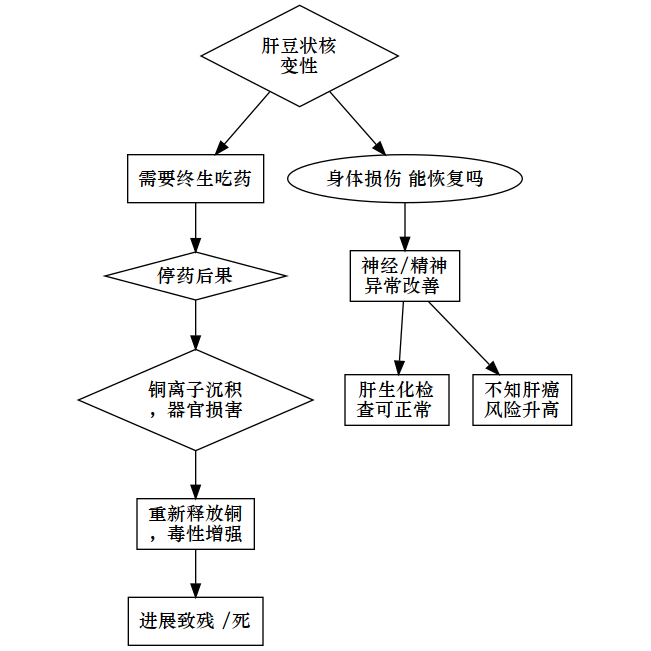 肝豆状核
变性
需要终生吃药
身体损伤 能恢复吗
停药后果
神经/精神
异常改善
铜离子沉积
，器官损害
肝生化检
查可正常
不知肝癌
风险升高
重新释放铜
，毒性增强
进展致残 /死